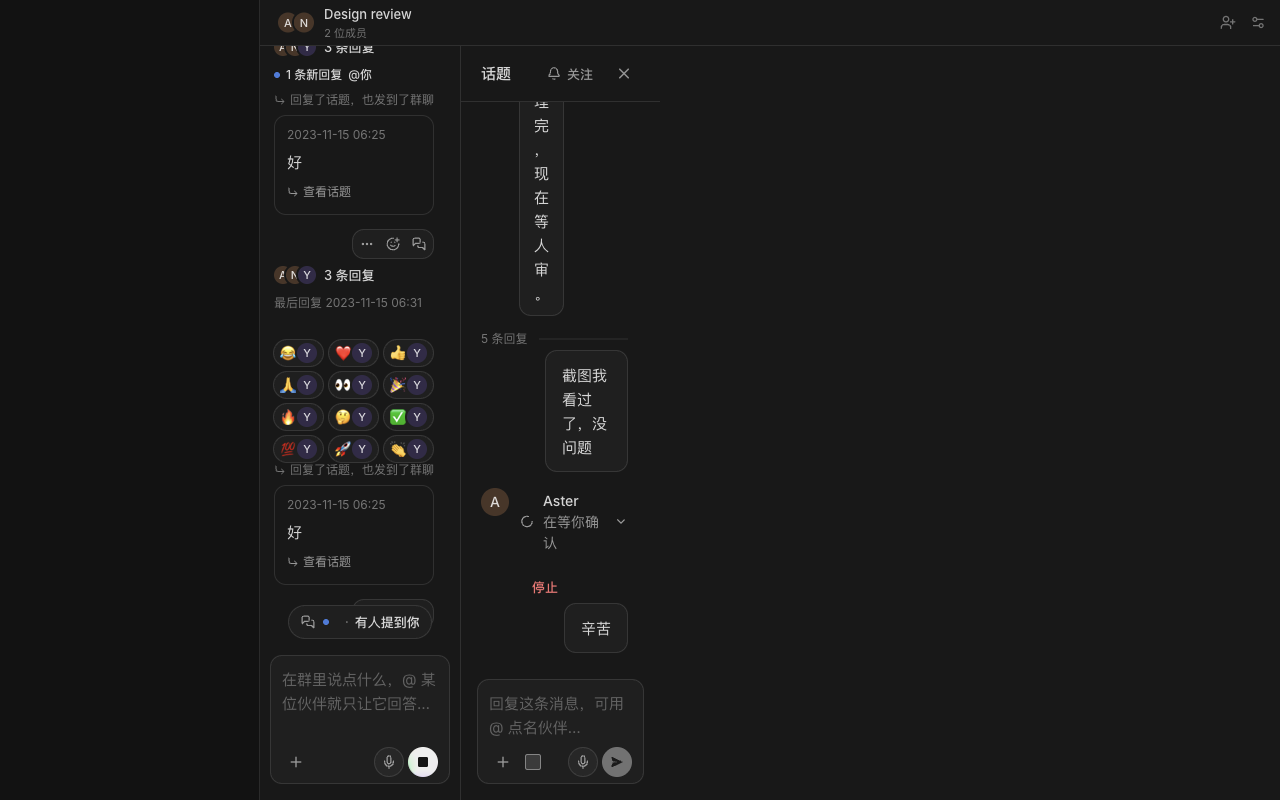 A N
Design review
2 位成员
A N Y 3 条回复
1 条新回复 @你
回复了话题，也发到了群聊
2023-11-15 06:25
好
查看话题
A N Y 3 条回复
最后回复 2023-11-15 06:31
Y Y Y
Y Y Y
Y Y Y
Y Y Y
回复了话题，也发到了群聊
2023-11-15 06:25
好
查看话题
· 有人提到你
在群里说点什么，@ 某
位伙伴就只让它回答...
话题
关注
理
完
，
现
在
等
人
审
。
5 条回复
截图我
看过
了，没
问题
A
Aster
在等你确
认
停止
辛苦
回复这条消息，可用
@ 点名伙伴...